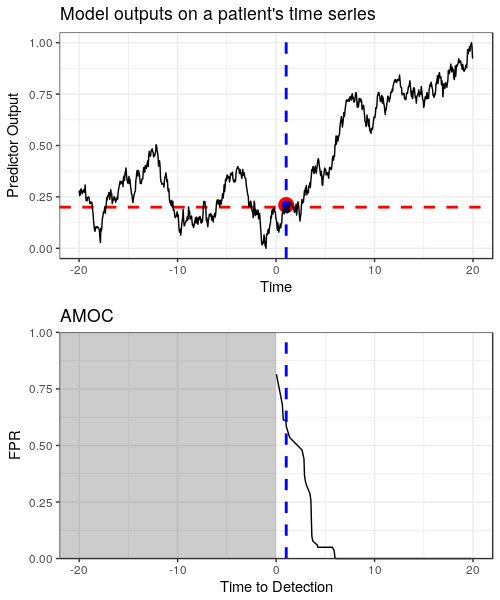 Model outputs on a patient's time series
1.00
0.75
0.50
0.25
0.00
Predictor Output
-20 -10 0 10 20
Time
AMOC
1.00
0.75
0.50
0.25
0.00
FPR
-20 -10 0 10 20
Time to Detection